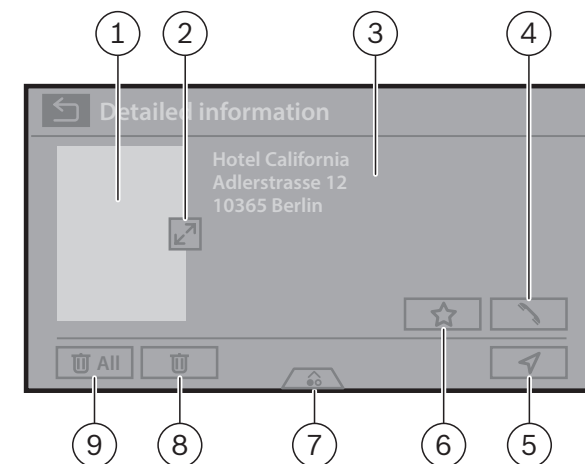 1 2 3 4
Detailed information
Hotel California
Adlerstrasse 12
10365 Berlin
All
9 8 7 6 5